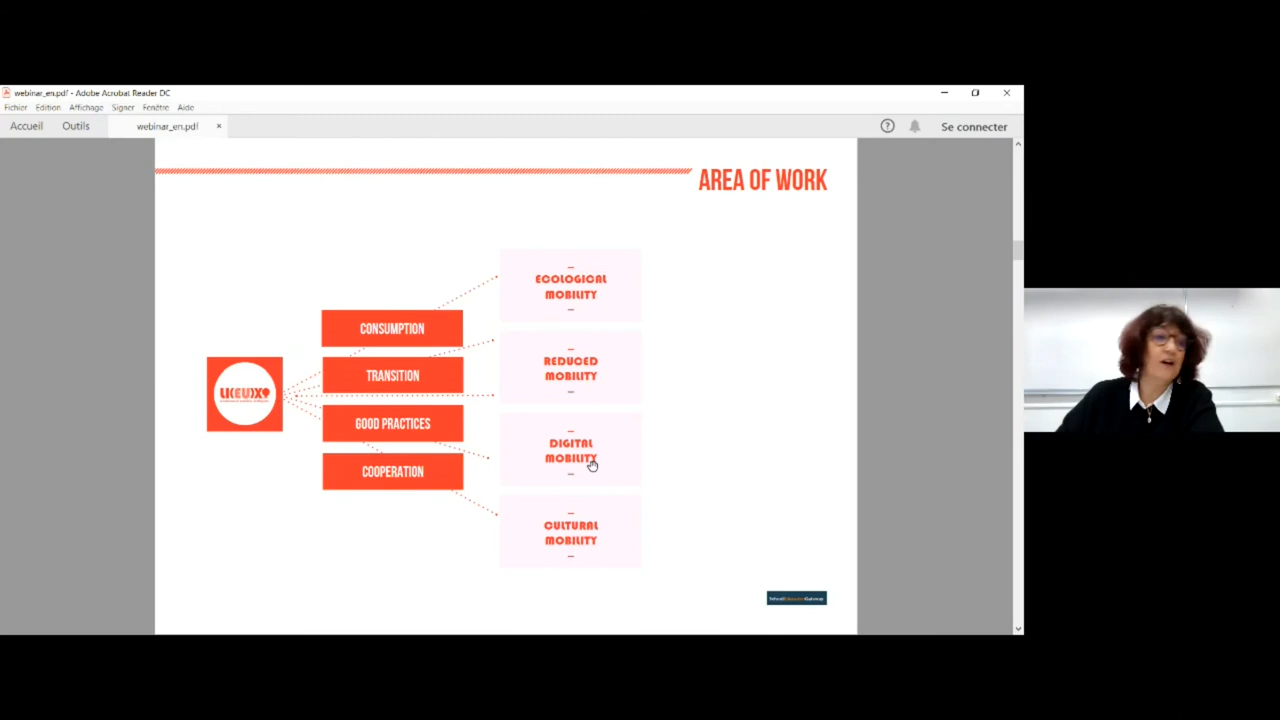 webinar_en.pdf - Adobe Acrobat Reader DC
Fichier Edition Affichage Signer Fenêtre Aide
Accueil Outils webinar_en.pdf × Se connecter
AREA OF WORK
ECOLOGICAL
MOBILITY
CONSUMPTION
REDUCED
MOBILITY
TRANSITION
GOOD PRACTICES
DIGITAL
MOBILITY
COOPERATION
CULTURAL
MOBILITY
SchoolEducationGateway